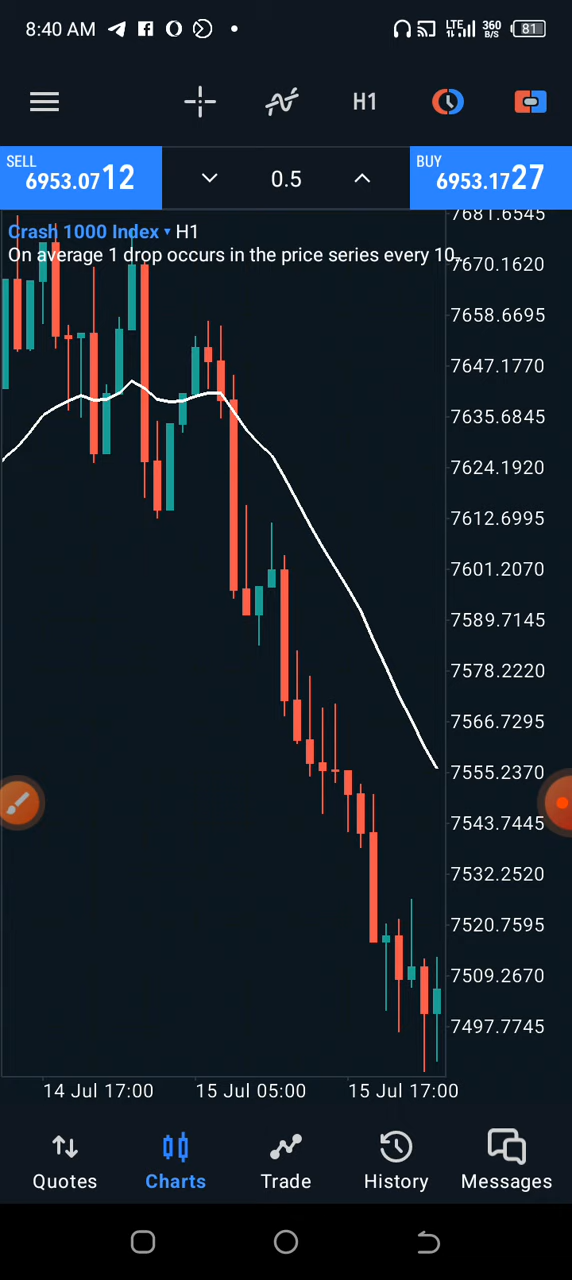 8:40 AM
LTE
360
B/S
81
H1
SELL
6953.0712
0.5
BUY
6953.1727
Crash 1000 Index ▾ H1
On average 1 drop occurs in the price series every 10..
7681.6545
7670.1620
7658.6695
7647.1770
7635.6845
7624.1920
7612.6995
7601.2070
7589.7145
7578.2220
7566.7295
7555.2370
7543.7445
7532.2520
7520.7595
7509.2670
7497.7745
14 Jul 17:00 15 Jul 05:00 15 Jul 17:00
Quotes Charts Trade History Messages